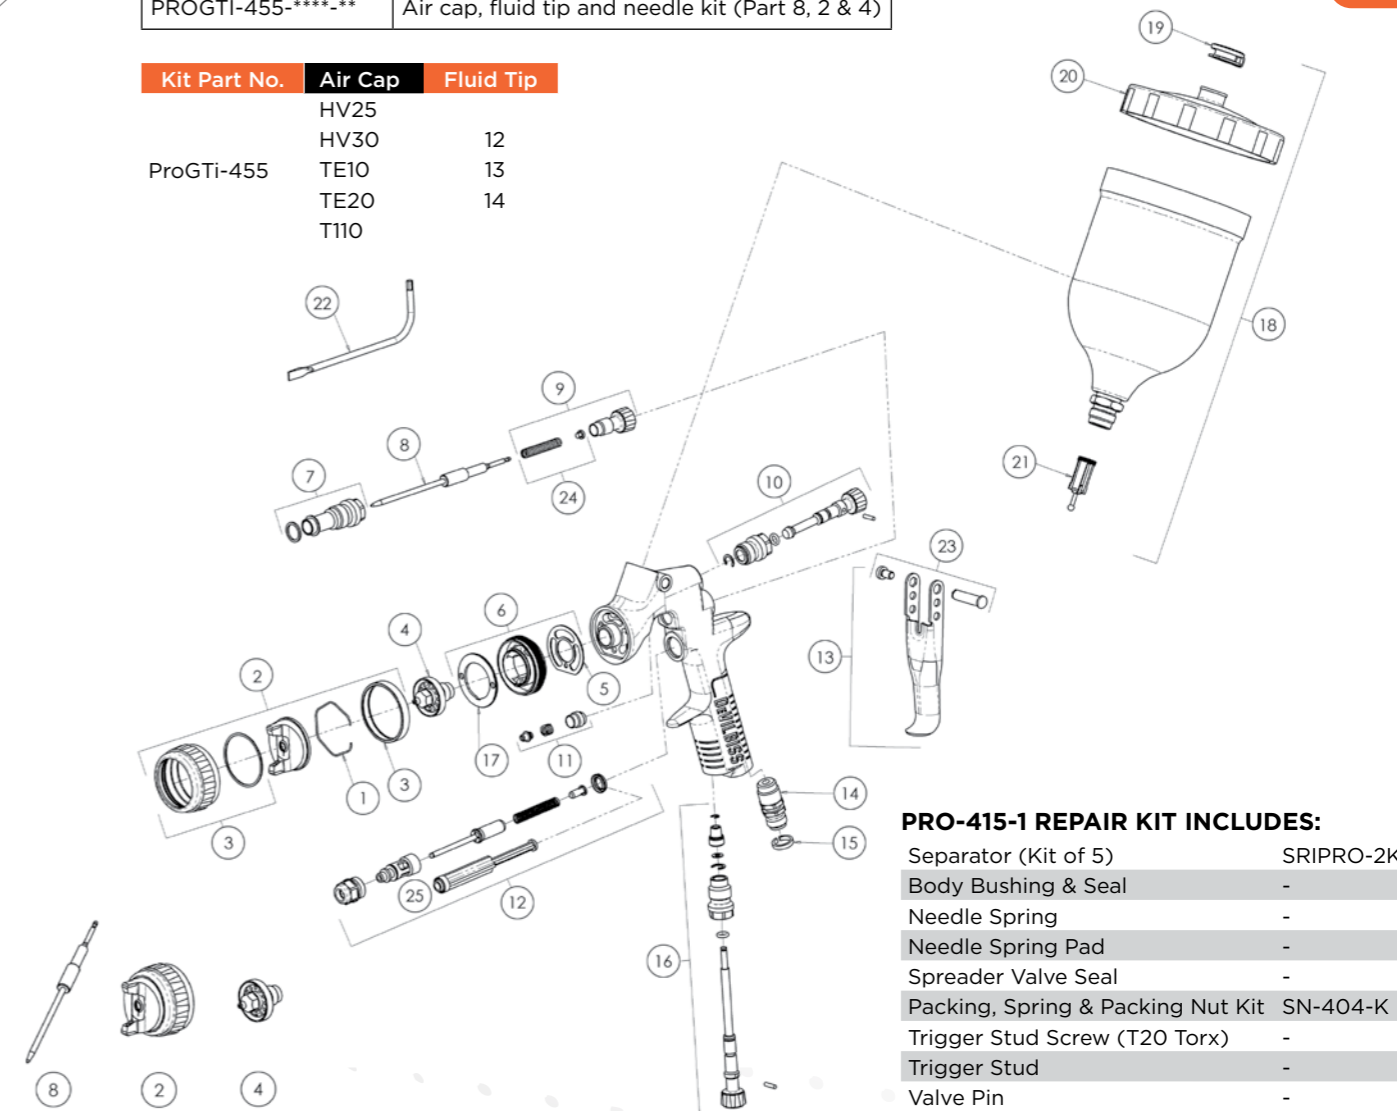 PROGTI-455-****-** Air cap, fluid tip and needle kit (Part 8, 2 & 4)
Kit Part No. Air Cap Fluid Tip
HV25
HV30 12
ProGTi-455 TE10 13
TE20 14
T110
19
20
22
18
9
8
21
7
24
10
23
6
4
13
2
5
DEVILBISS
17
11
1
3
14
3
15
25
12
16
8
2
4
PRO-415-1 REPAIR KIT INCLUDES:
Separator (Kit of 5) SRIPRO-2K
Body Bushing & Seal -
Needle Spring -
Needle Spring Pad -
Spreader Valve Seal -
Packing, Spring & Packing Nut Kit SN-404-K
Trigger Stud Screw (T20 Torx) -
Trigger Stud -
Valve Pin -